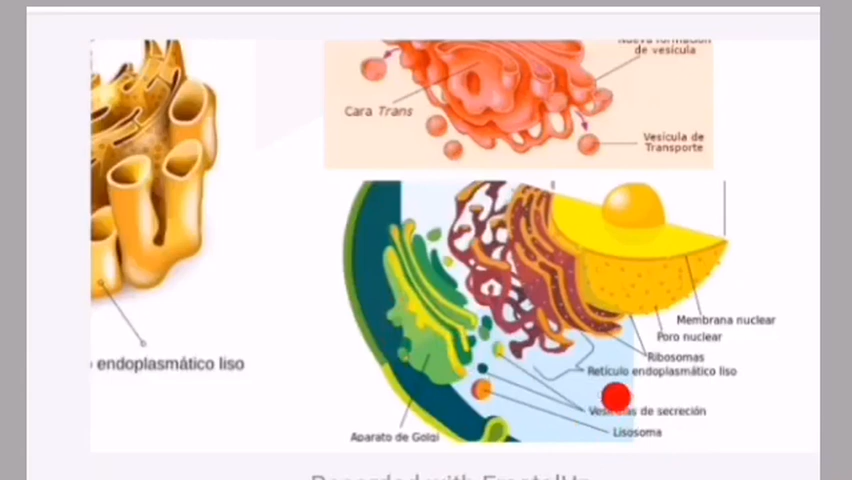 Nueva formación
de vesícula
Cara Trans
Vesícula de
Transporte
endoplasmático liso
Membrana nuclear
Poro nuclear
Ribosomas
Retículo endoplasmático liso
de secreción
Lisosoma
Aparato de Golgi
Recorded with